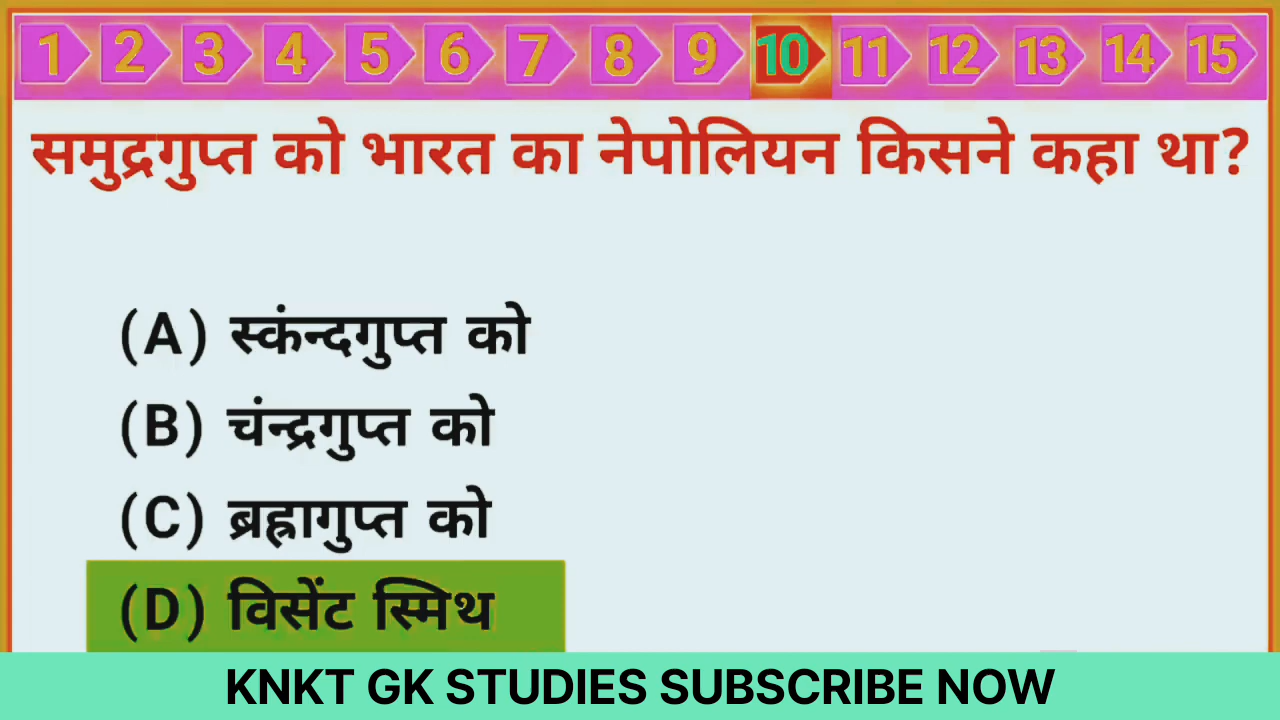 1 2 3 4 5 6 7 8 9 10 11 12 13 14 15
समुद्रगुप्त को भारत का नेपोलियन किसने कहा था?
(A) स्कंन्दगुप्त को
(B) चंन्द्रगुप्त को
(C) ब्रह्रागुप्त को
(D) विसेंट स्मिथ
KNKT GK STUDIES SUBSCRIBE NOW